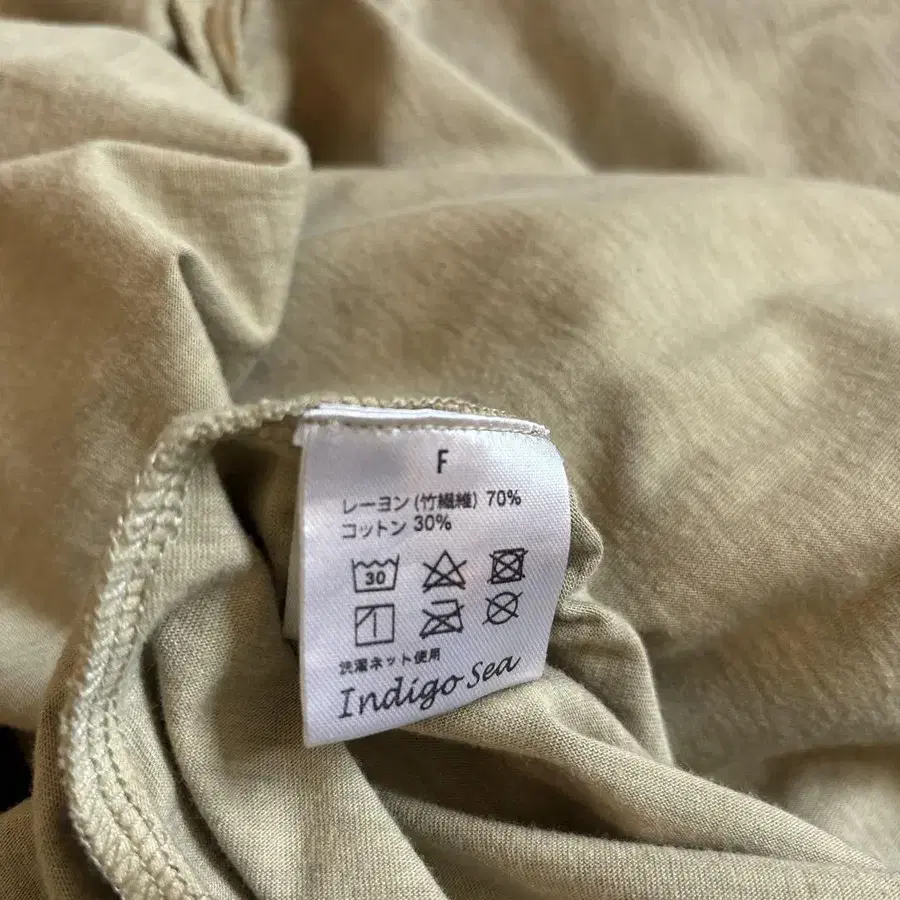 F
レーヨン (竹繊維) 70%
コットン 30%
30
洗濯ネット使用
Indigo Sea